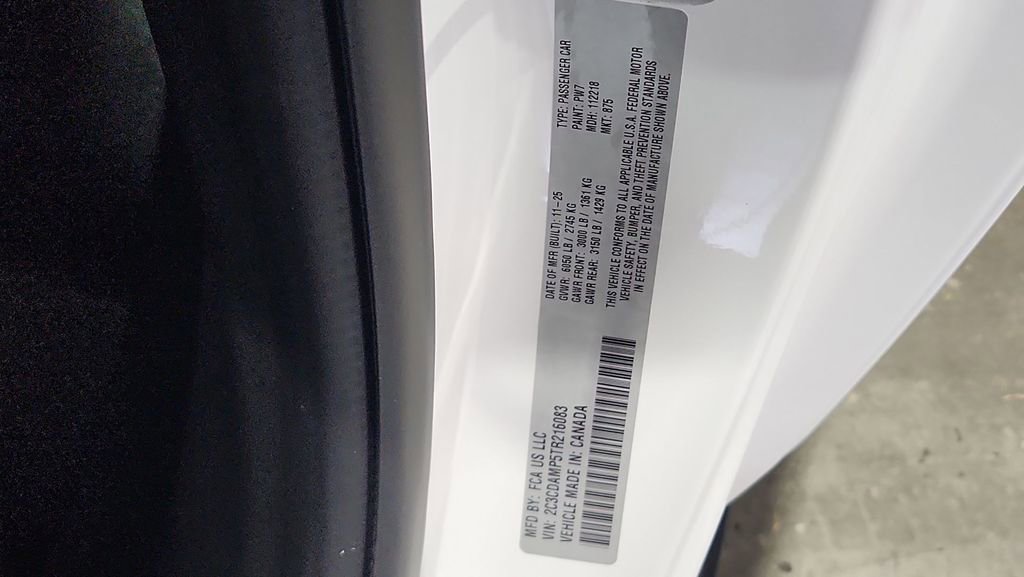 MFD BY: FCA US LLC
VIN: 2C3CDAMP5TR216083
VEHICLE MADE IN: CANADA
DATE OF MFR (BUILT): 11-25
GVWR: 6050 LB / 2745 KG
GAWR FRONT: 3000 LB / 1361 KG
GAWR REAR: 3150 LB / 1429 KG
TYPE: PASSENGER CAR
PAINT: PW7
MDH: 112218
MKT: 875
THIS VEHICLE CONFORMS TO ALL APPLICABLE U.S.A. FEDERAL MOTOR
VEHICLE SAFETY, BUMPER, AND THEFT PREVENTION STANDARDS
IN EFFECT ON THE DATE OF MANUFACTURE SHOWN ABOVE.